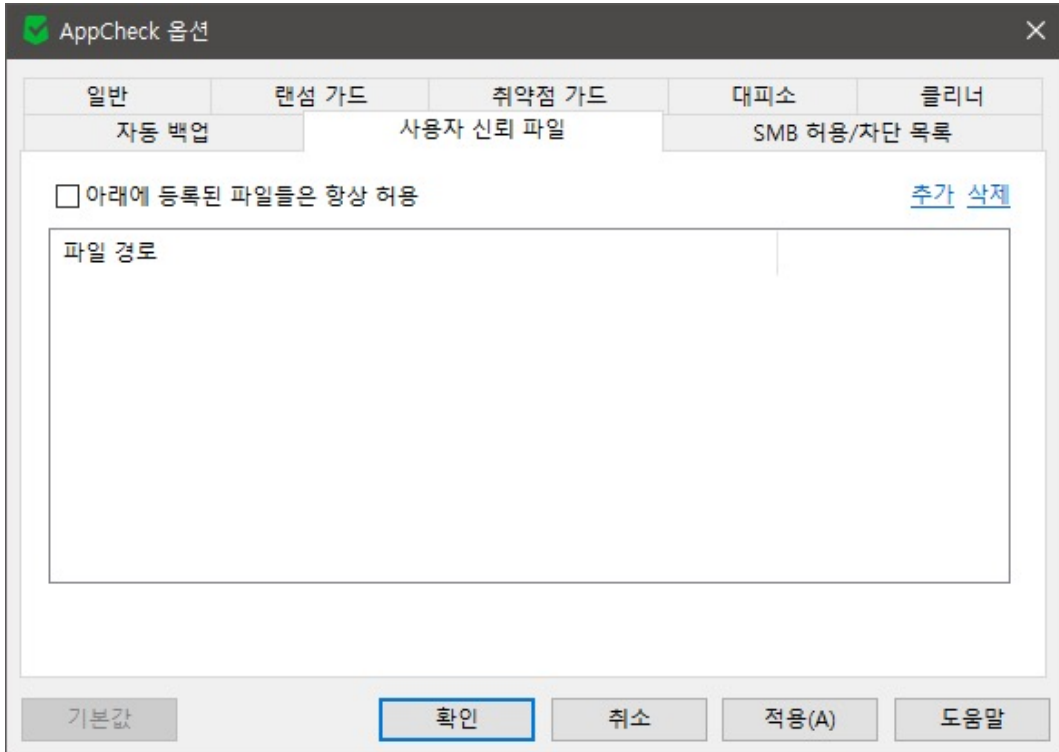 AppCheck 옵션
일반 랜섬 가드 취약점 가드 대피소 클리너
자동 백업 사용자 신뢰 파일 SMB 허용/차단 목록
아래에 등록된 파일들은 항상 허용 추가 삭제
파일 경로
기본값 확인 취소 적용(A) 도움말